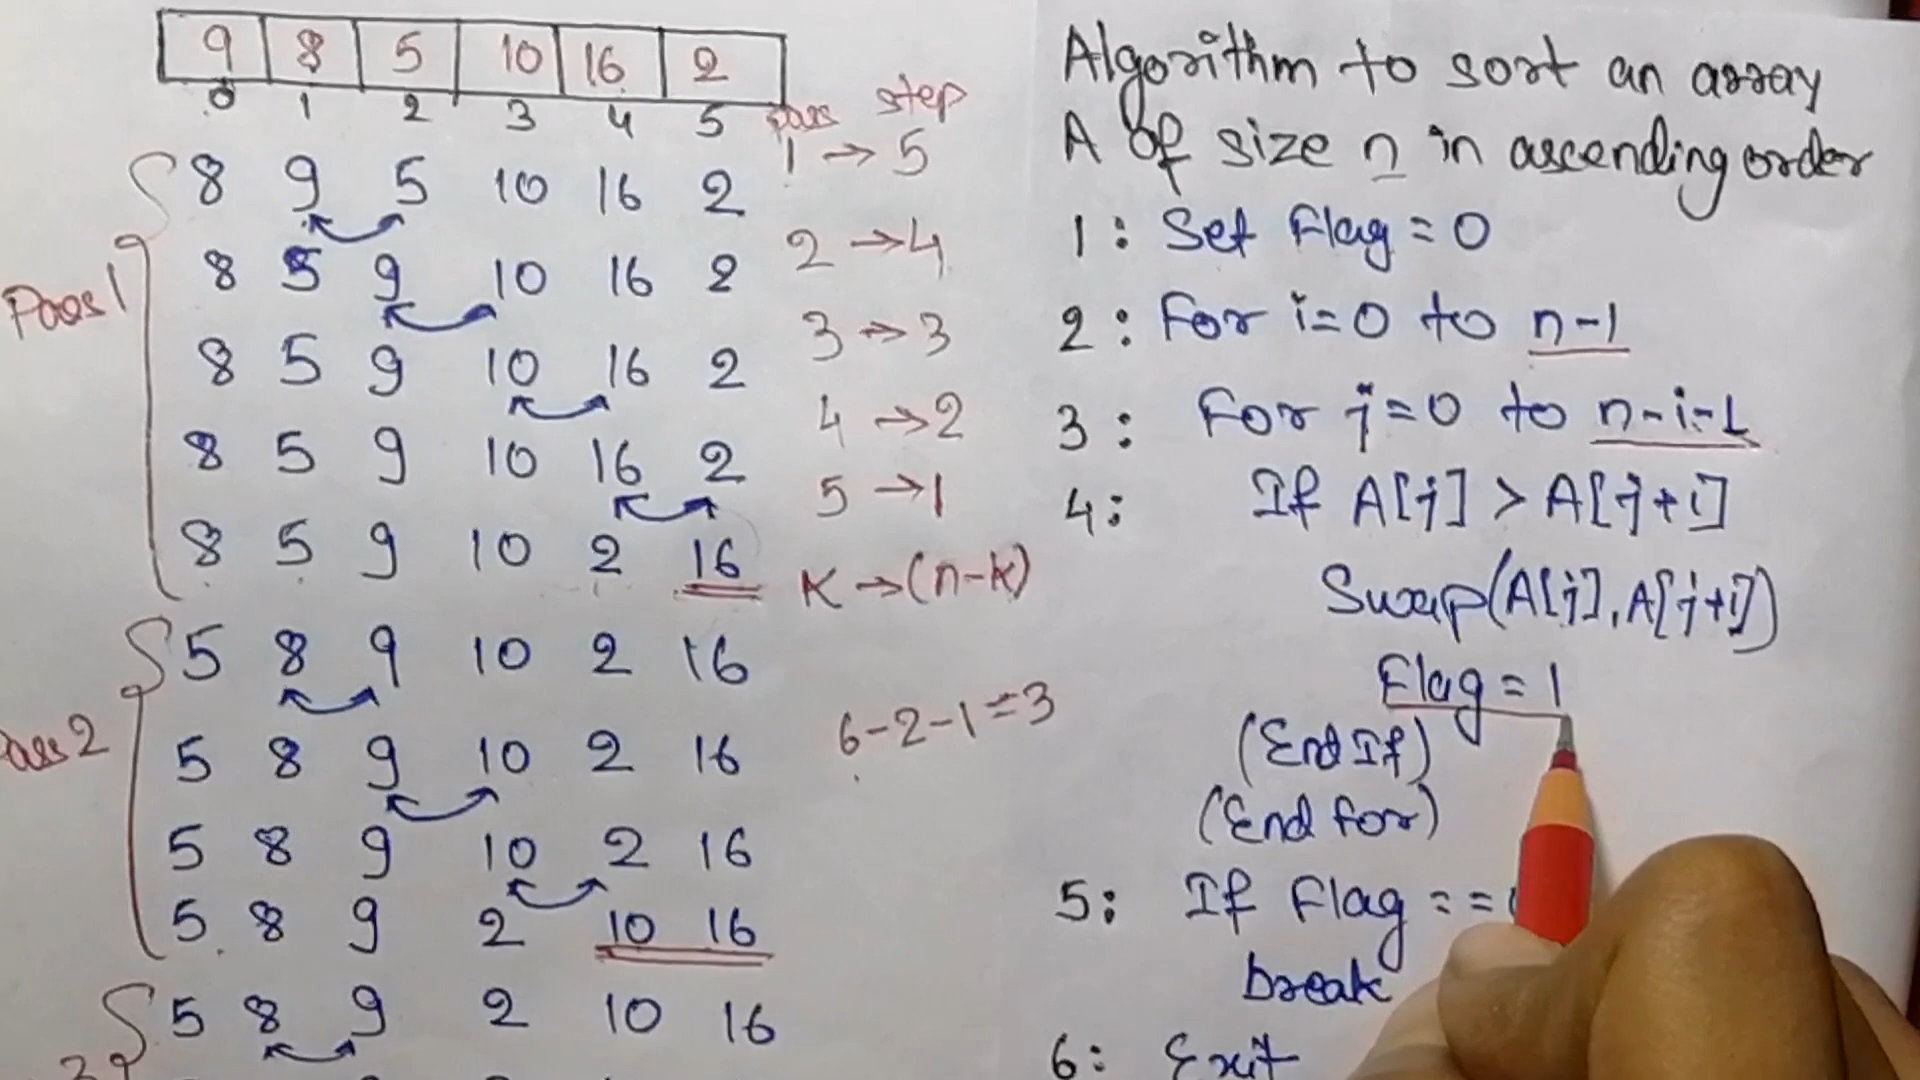 9 8 5 10 16 2
0 1 2 3 4 5
8 9 5 10 16 2
Pass 1
8 5 9 10 16 2
8 5 9 10 16 2
8 5 9 10 16 2
8 5 9 10 2 16
5 8 9 10 2 16
Pass 2
5 8 9 10 2 16
5 8 9 10 2 16
5 8 9 2 10 16
5 8 9 2 10 16
3
pass step
1 → 5
2 → 4
3 → 3
4 → 2
5 → 1
K → (n-k)
6-2-1=3
Algorithm to sort an array
A of size n in ascending order
1: Set Flag = 0
2: For i=0 to n-1
3: For j=0 to n-i-1
4: If A[j] > A[j+1]
Swap(A[j], A[j+1])
Flag = 1
(End If)
(End for)
5: If Flag ==
break
6: Exit